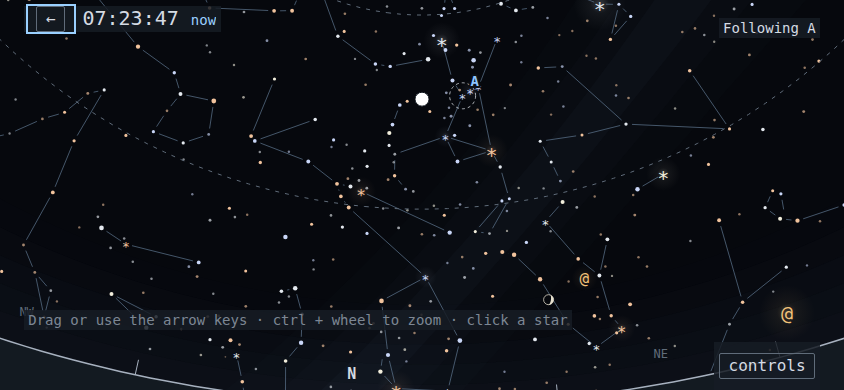 ← 07:23:47 now
Following A
A
Drag or use the arrow keys · ctrl + wheel to zoom · click a star
NE
controls
N